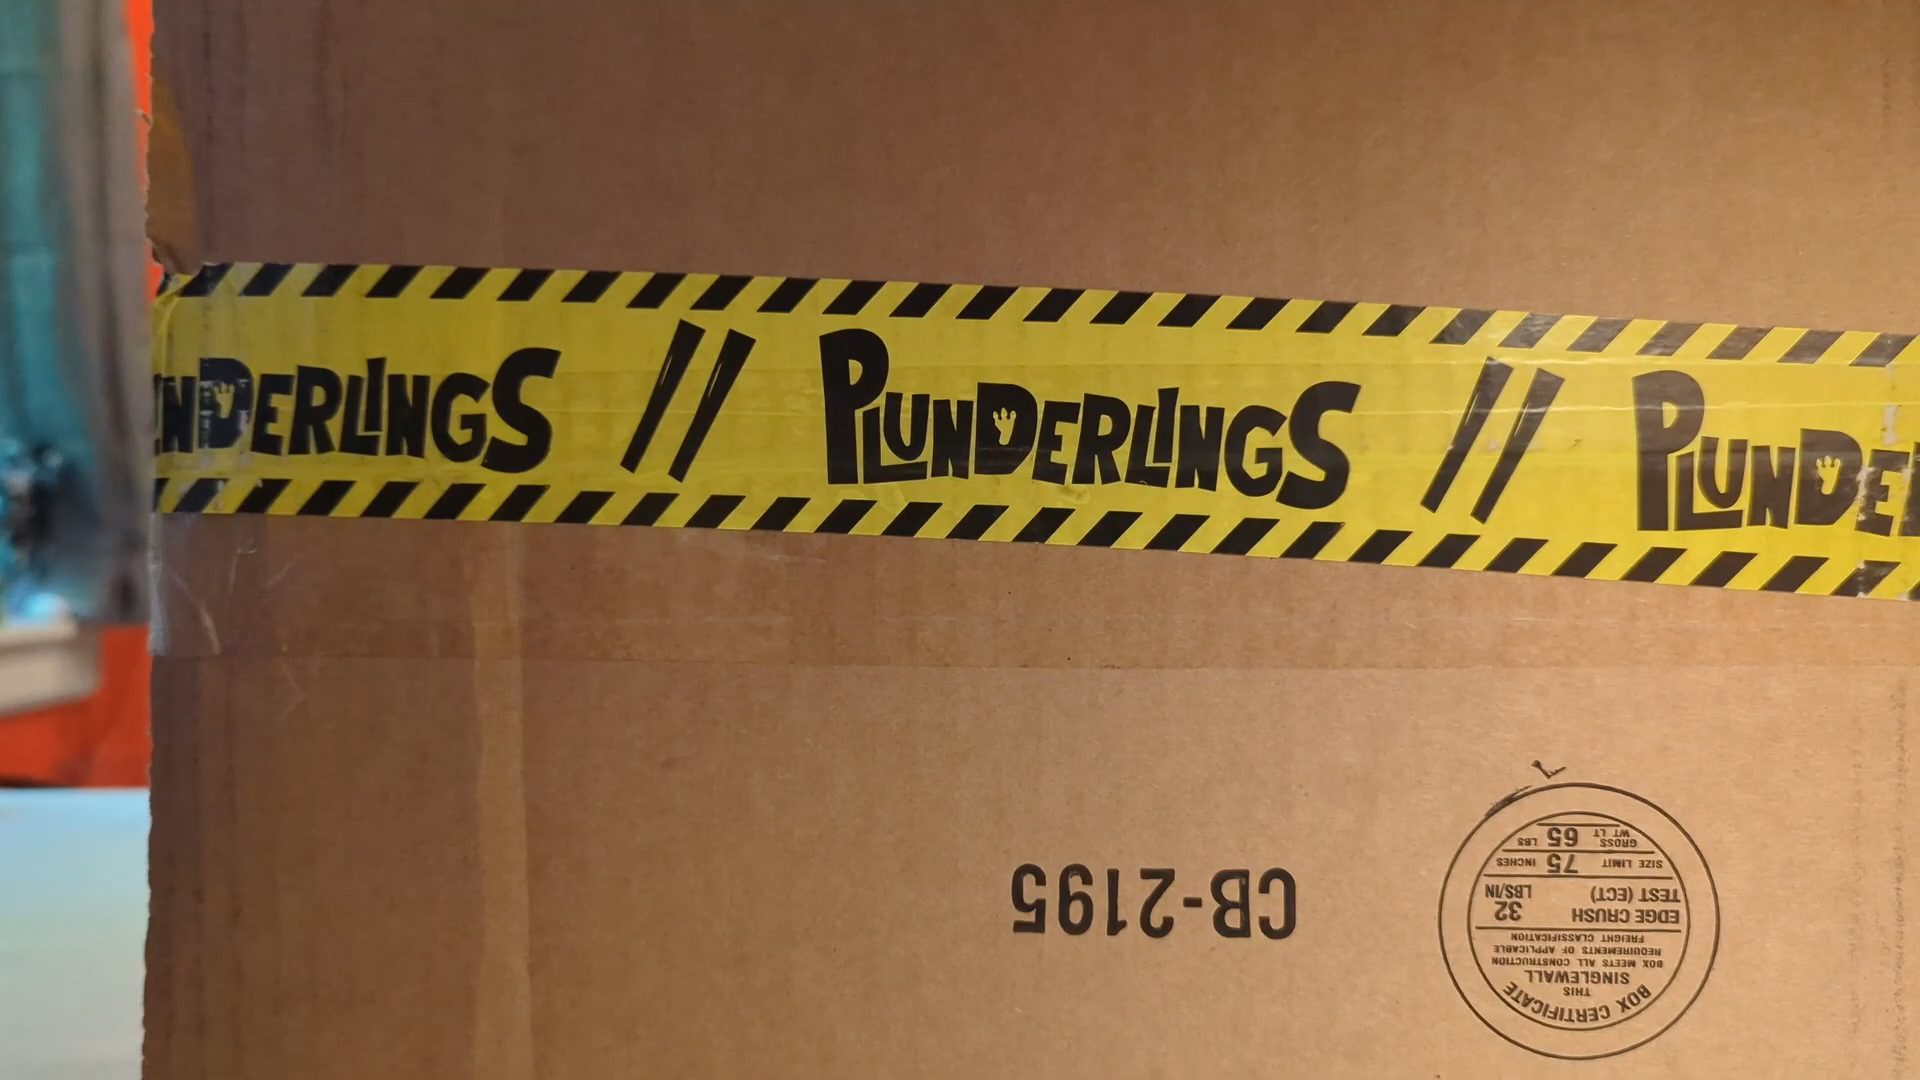 UNDERLINGS // PLUNDERLINGS // PLUNDE
CB-2195
BOX CERTIFICATE
THIS
SINGLEWALL
BOX MEETS ALL CONSTRUCTION
REQUIREMENTS OF APPLICABLE
FREIGHT CLASSIFICATION
EDGE CRUSH TEST (ECT) 32 LBS/IN
SIZE LIMIT 75 INCHES
GROSS WT LT 65 LBS